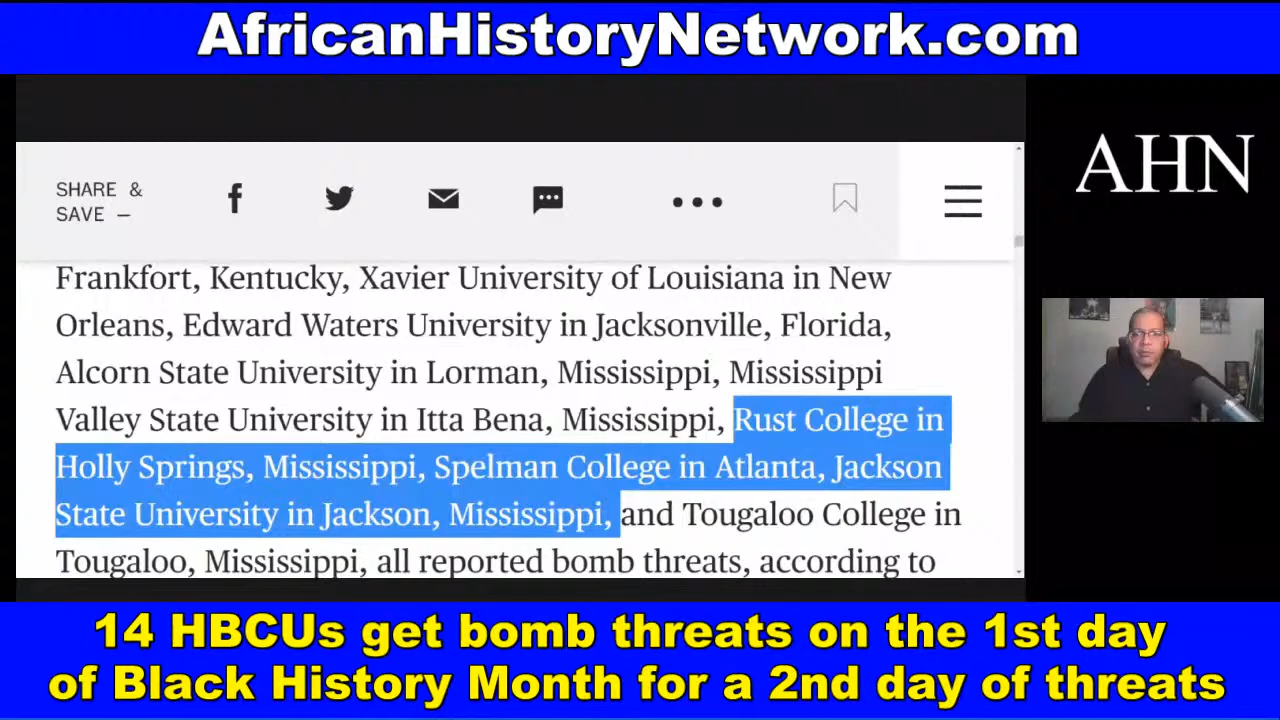 AfricanHistoryNetwork.com
AHN
SHARE &
SAVE —
Frankfort, Kentucky, Xavier University of Louisiana in New
Orleans, Edward Waters University in Jacksonville, Florida,
Alcorn State University in Lorman, Mississippi, Mississippi
Valley State University in Itta Bena, Mississippi, Rust College in
Holly Springs, Mississippi, Spelman College in Atlanta, Jackson
State University in Jackson, Mississippi, and Tougaloo College in
Tougaloo, Mississippi, all reported bomb threats, according to
14 HBCUs get bomb threats on the 1st day
of Black History Month for a 2nd day of threats